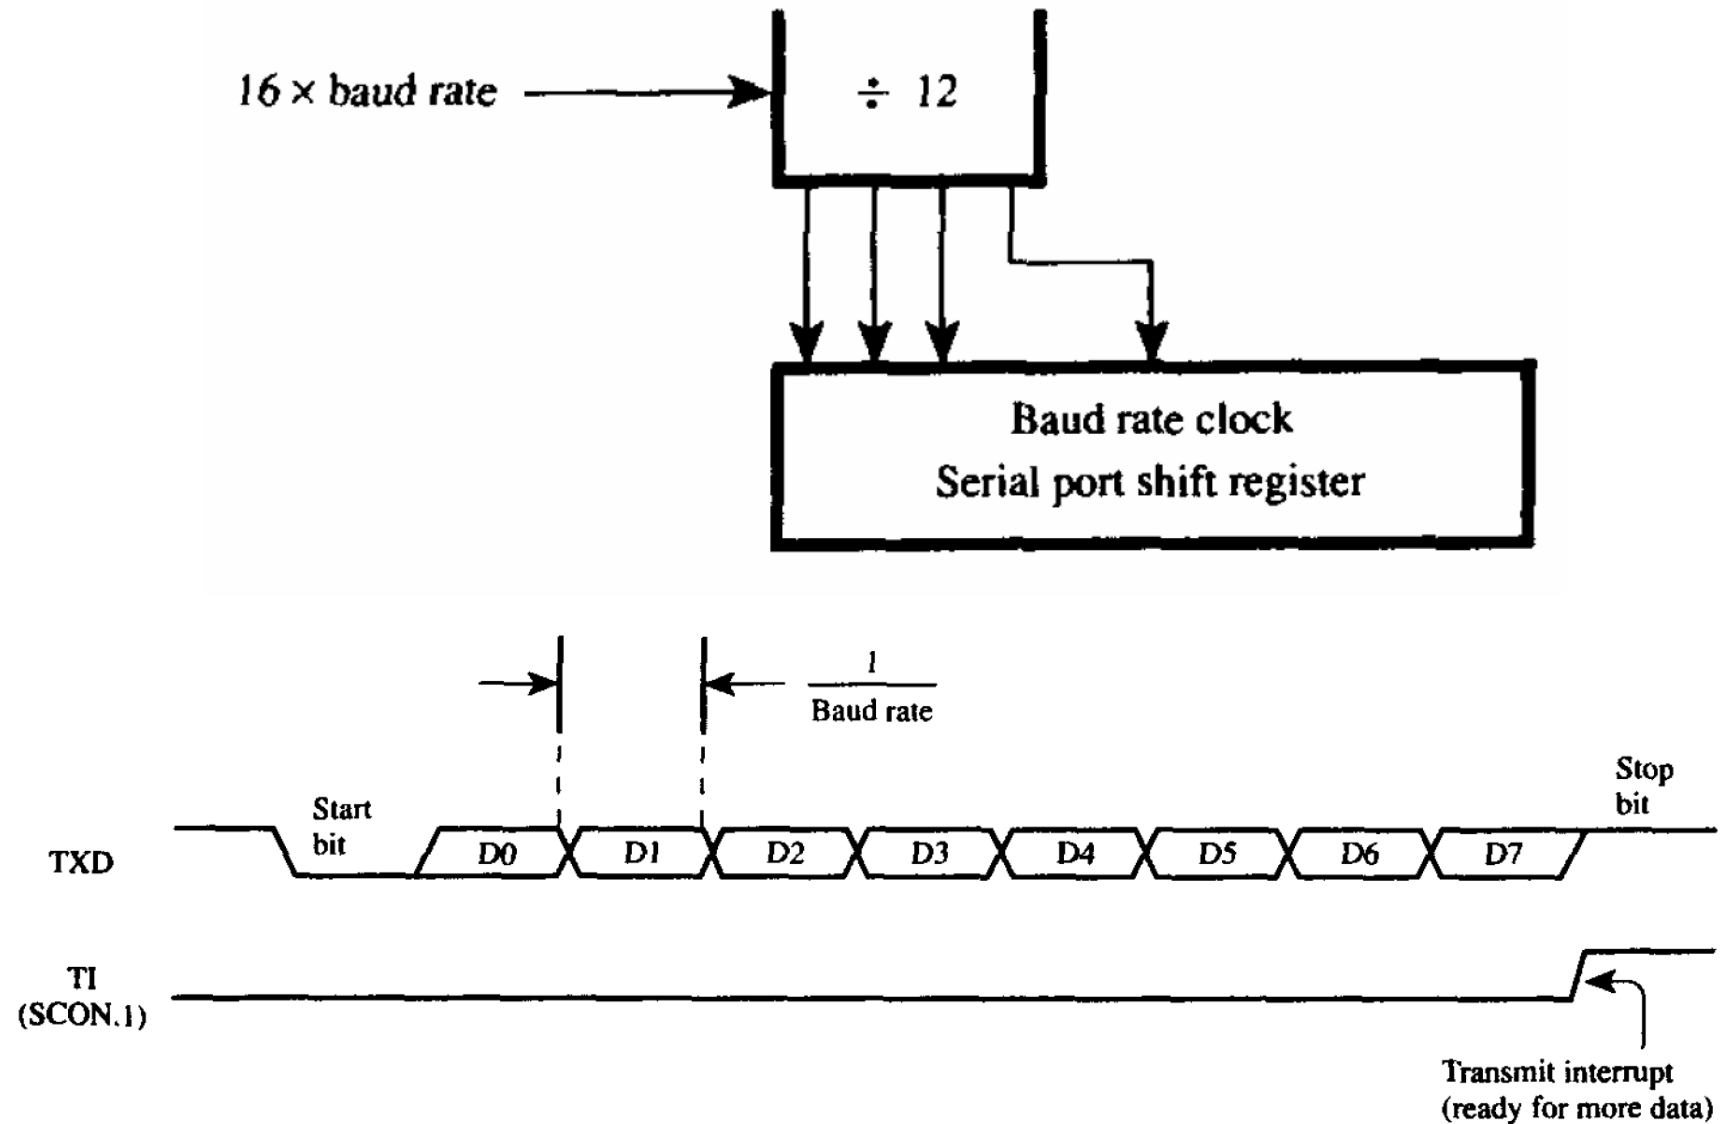 16 × baud rate
÷ 12
Baud rate clock
Serial port shift register
1
Baud rate
Start
bit
Stop
bit
TXD
D0 D1 D2 D3 D4 D5 D6 D7
TI
(SCON.1)
Transmit interrupt
(ready for more data)